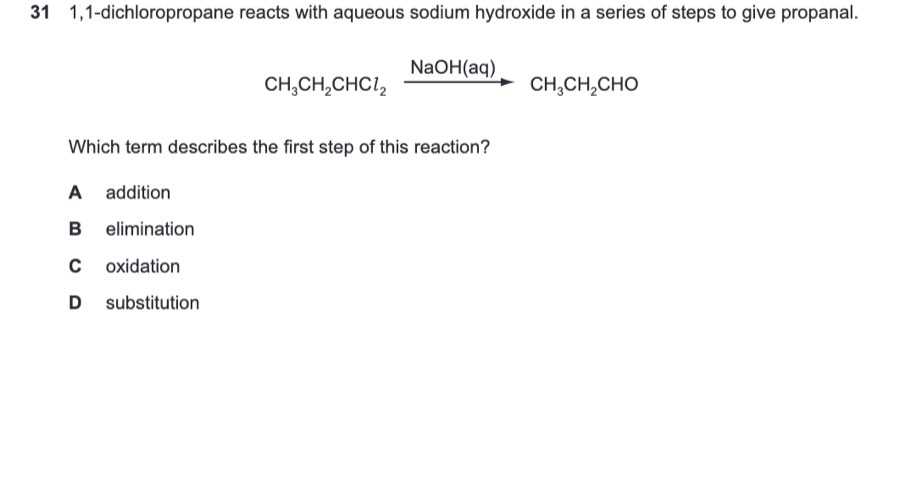 31 1,1-dichloropropane reacts with aqueous sodium hydroxide in a series of steps to give propanal.
NaOH(aq)
CH₃CH₂CHCl₂ → CH₃CH₂CHO
Which term describes the first step of this reaction?
A addition
B elimination
C oxidation
D substitution